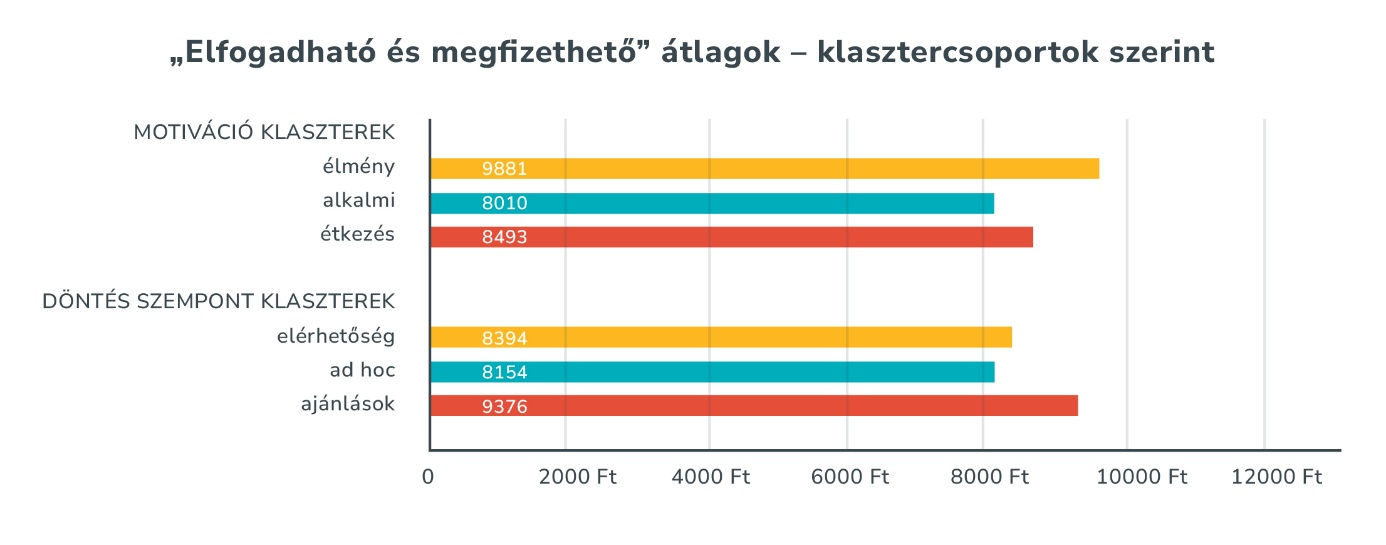 „Elfogadható és megfizethető” átlagok – klasztercsoportok szerint
MOTIVÁCIÓ KLASZTEREK
élmény 9881
alkalmi 8010
étkezés 8493
DÖNTÉS SZEMPONT KLASZTEREK
elérhetőség 8394
ad hoc 8154
ajánlások 9376
0 2000 Ft 4000 Ft 6000 Ft 8000 Ft 10000 Ft 12000 Ft